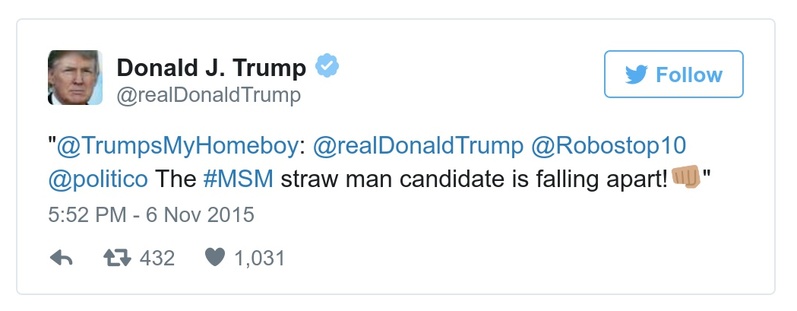 Donald J. Trump
@realDonaldTrump
Follow
"@TrumpsMyHomeboy: @realDonaldTrump @Robostop10
@politico The #MSM straw man candidate is falling apart!👊🏽"
5:52 PM - 6 Nov 2015
432 1,031